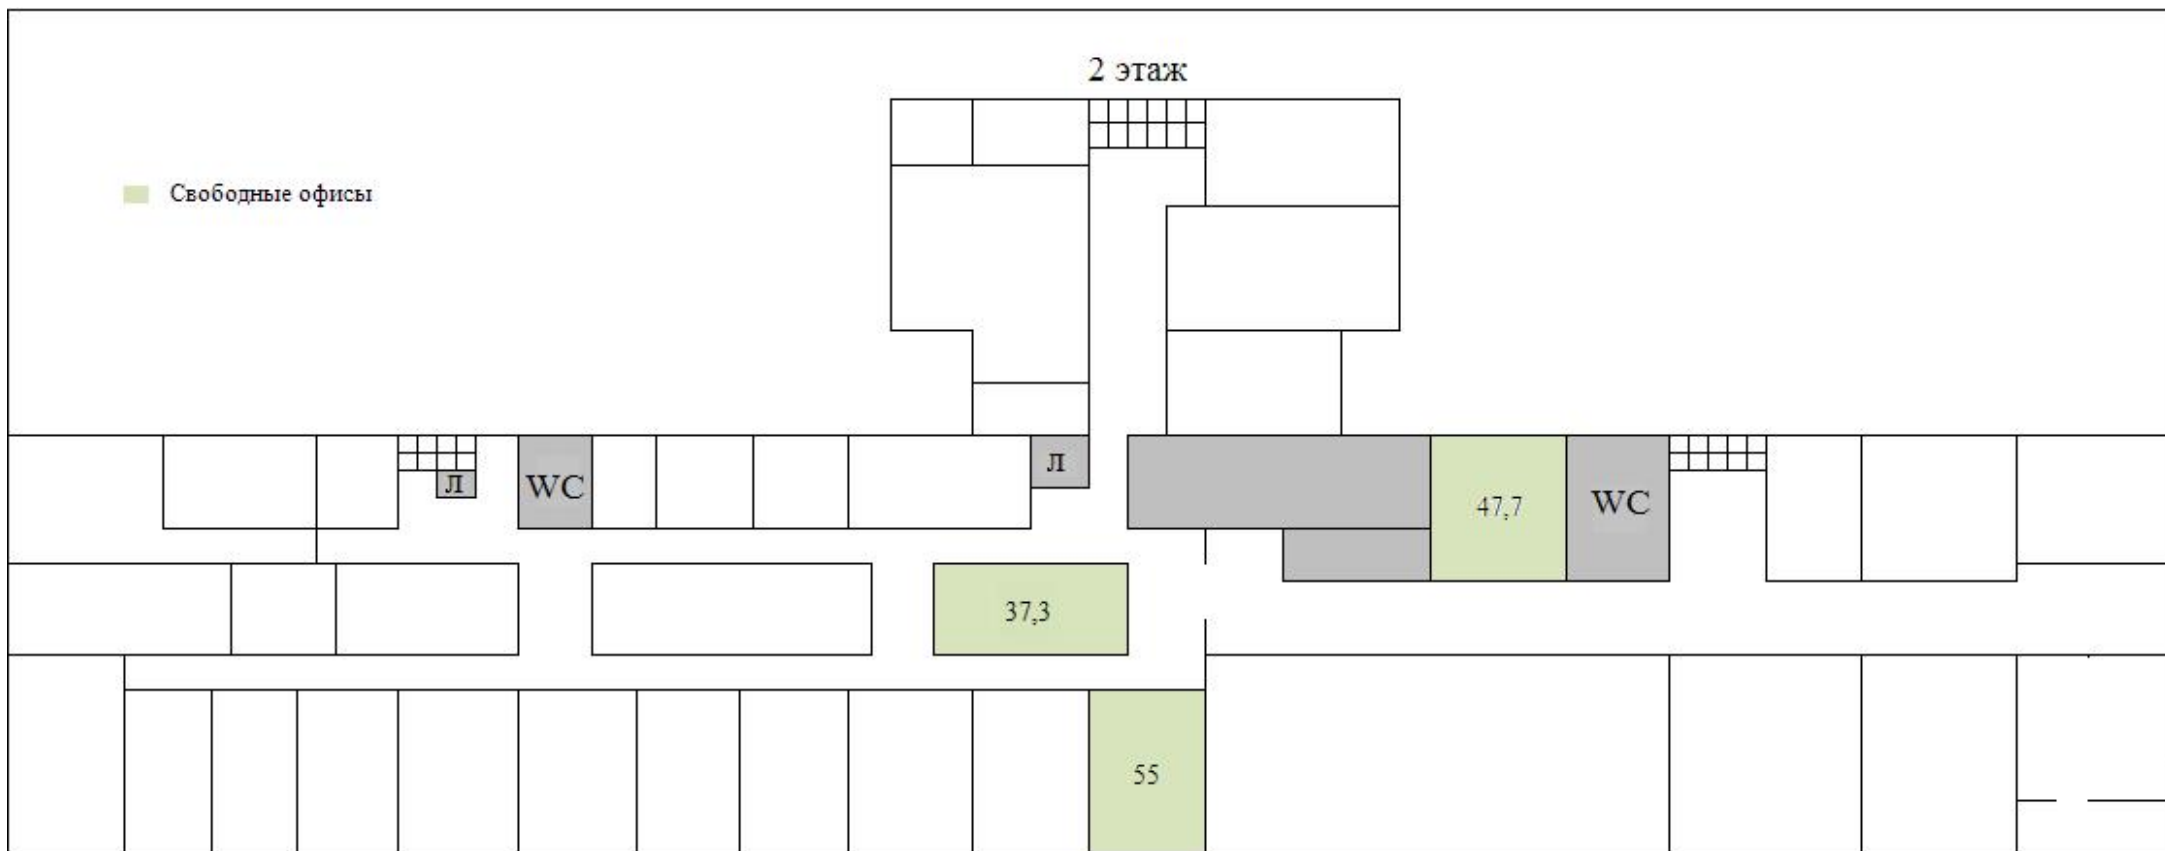 2 этаж
Свободные офисы
Л
WC
Л
47,7
WC
37,3
55